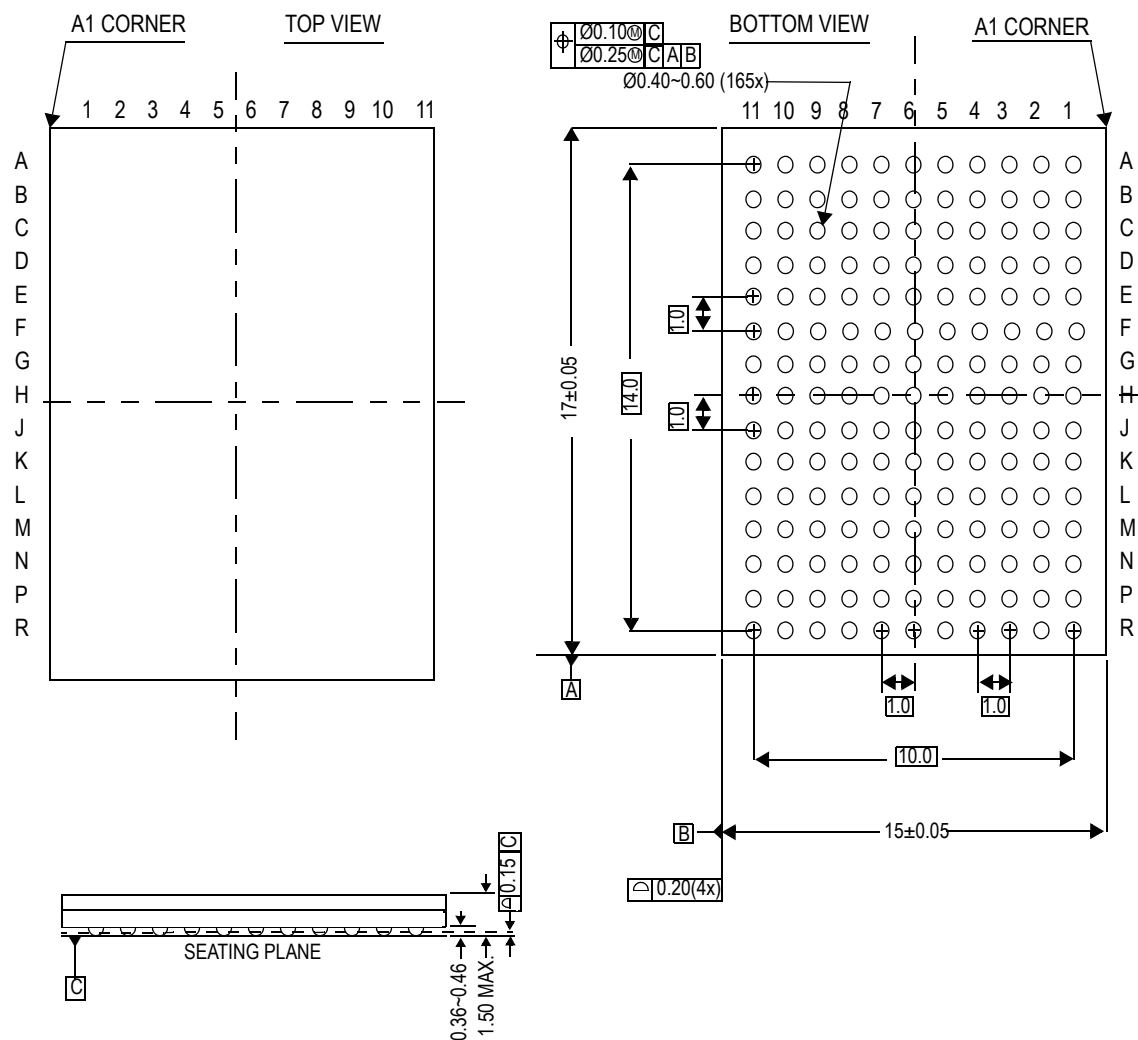 A1 CORNER
TOP VIEW
1 2 3 4 5 6 7 8 9 10 11
A
B
C
D
E
F
G
H
J
K
L
M
N
P
R
Ø0.10Ⓜ C
Ø0.25Ⓜ C A B
BOTTOM VIEW
A1 CORNER
Ø0.40~0.60 (165x)
11 10 9 8 7 6 5 4 3 2 1
A
B
C
D
E
F
G
H
J
K
L
M
N
P
R
1.0
17±0.05
14.0
1.0
A
1.0
1.0
10.0
B
15±0.05
0.20(4x)
0.15 C
SEATING PLANE
C
0.36~0.46
1.50 MAX.